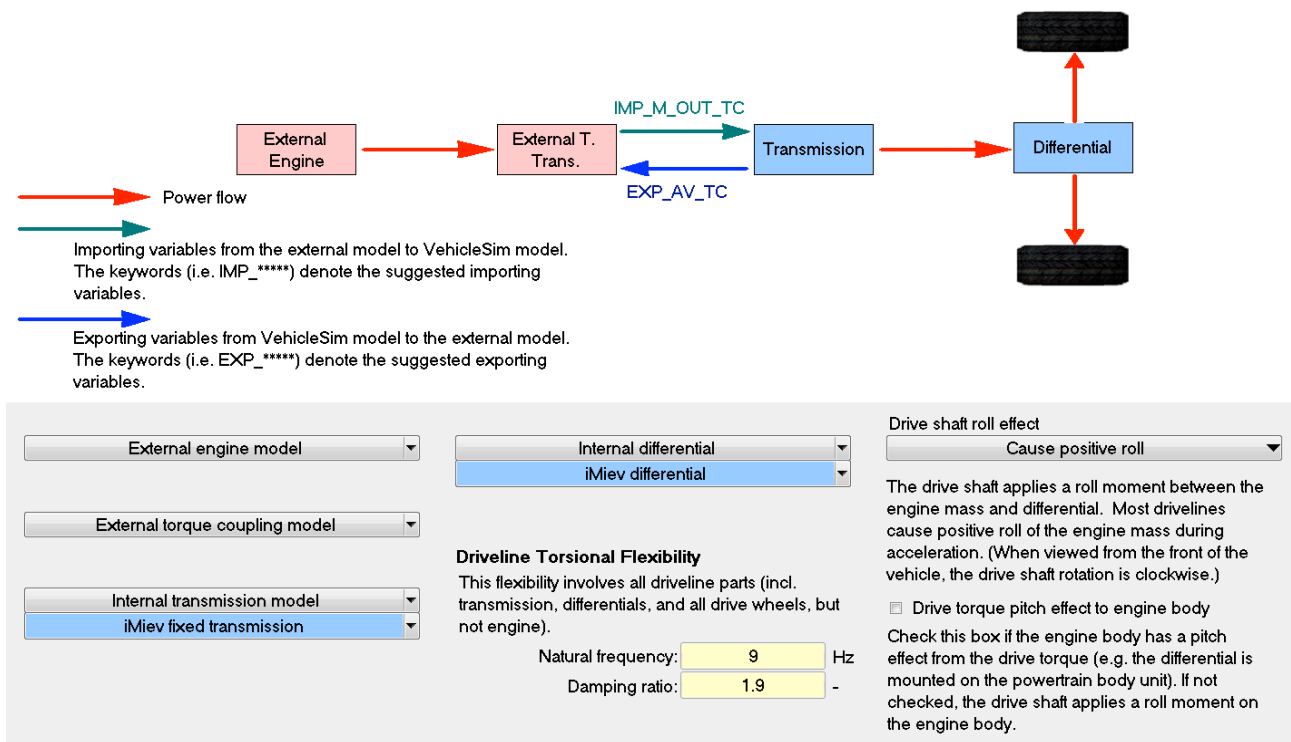 IMP_M_OUT_TC
External
Engine
External T.
Trans.
Transmission
Differential
EXP_AV_TC
Power flow
Importing variables from the external model to VehicleSim model.
The keywords (i.e. IMP_*****) denote the suggested importing
variables.
Exporting variables from VehicleSim model to the external model.
The keywords (i.e. EXP_*****) denote the suggested exporting
variables.
External engine model
External torque coupling model
Internal transmission model
iMiev fixed transmission
Internal differential
iMiev differential
Driveline Torsional Flexibility
This flexibility involves all driveline parts (incl.
transmission, differentials, and all drive wheels, but
not engine).
Natural frequency: 9 Hz
Damping ratio: 1.9 -
Drive shaft roll effect
Cause positive roll
The drive shaft applies a roll moment between the
engine mass and differential. Most drivelines
cause positive roll of the engine mass during
acceleration. (When viewed from the front of the
vehicle, the drive shaft rotation is clockwise.)
Drive torque pitch effect to engine body
Check this box if the engine body has a pitch
effect from the drive torque (e.g. the differential is
mounted on the powertrain body unit). If not
checked, the drive shaft applies a roll moment on
the engine body.